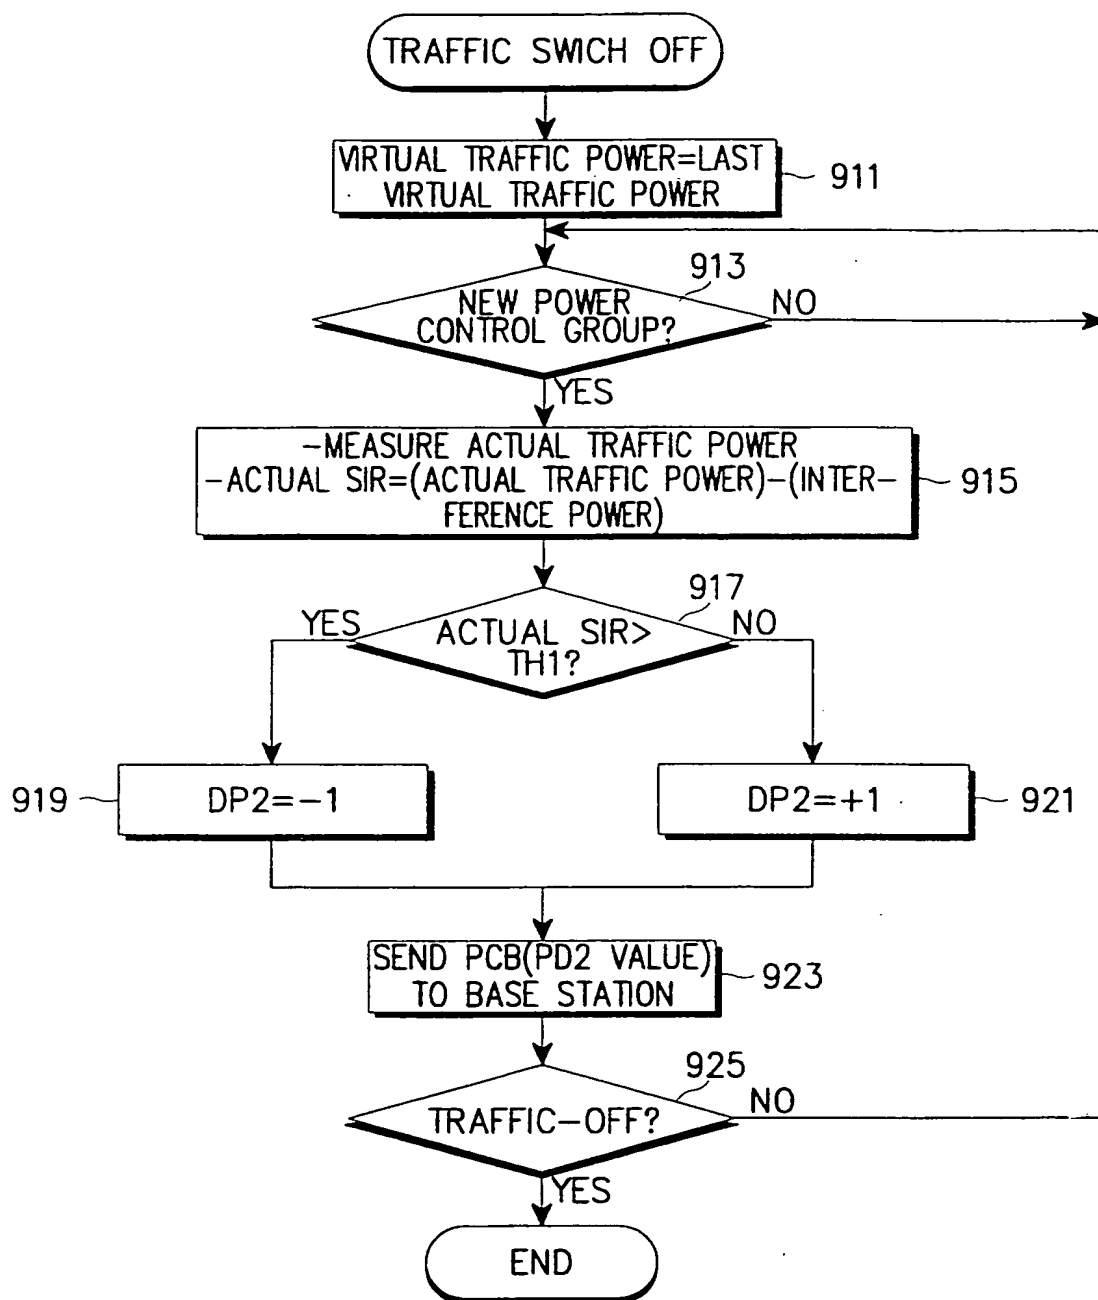 TRAFFIC SWICH OFF
VIRTUAL TRAFFIC POWER=LAST
VIRTUAL TRAFFIC POWER
911
913
NEW POWER
CONTROL GROUP?
NO
YES
-MEASURE ACTUAL TRAFFIC POWER
-ACTUAL SIR=(ACTUAL TRAFFIC POWER)-(INTER-
FERENCE POWER)
915
917
YES
ACTUAL SIR>
TH1?
NO
919
DP2=-1
DP2=+1
921
SEND PCB(PD2 VALUE)
TO BASE STATION
923
925
TRAFFIC-OFF?
NO
YES
END